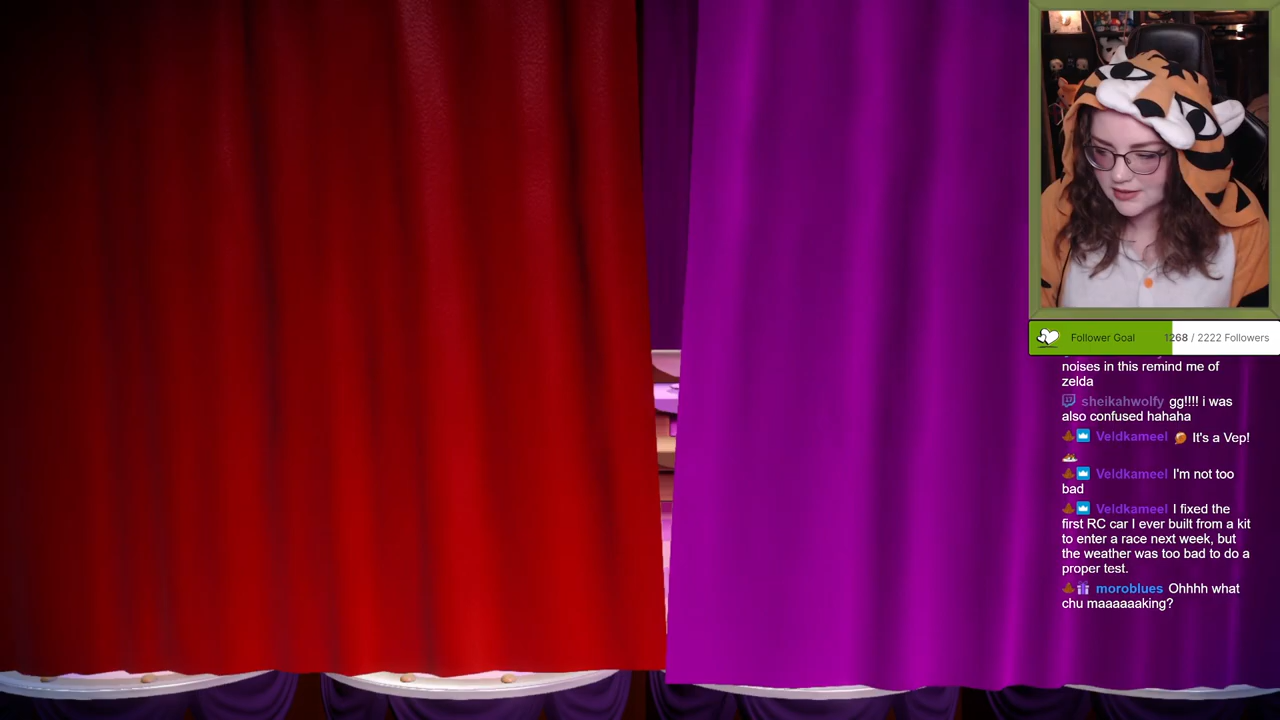 Follower Goal
1268 / 2222 Followers
noises in this remind me of
zelda
sheikahwolfy gg!!!! i was
also confused hahaha
Veldkameel It's a Vep!
Veldkameel I'm not too
bad
Veldkameel I fixed the
first RC car I ever built from a kit
to enter a race next week, but
the weather was too bad to do a
proper test.
moroblues Ohhhh what
chu maaaaaaking?